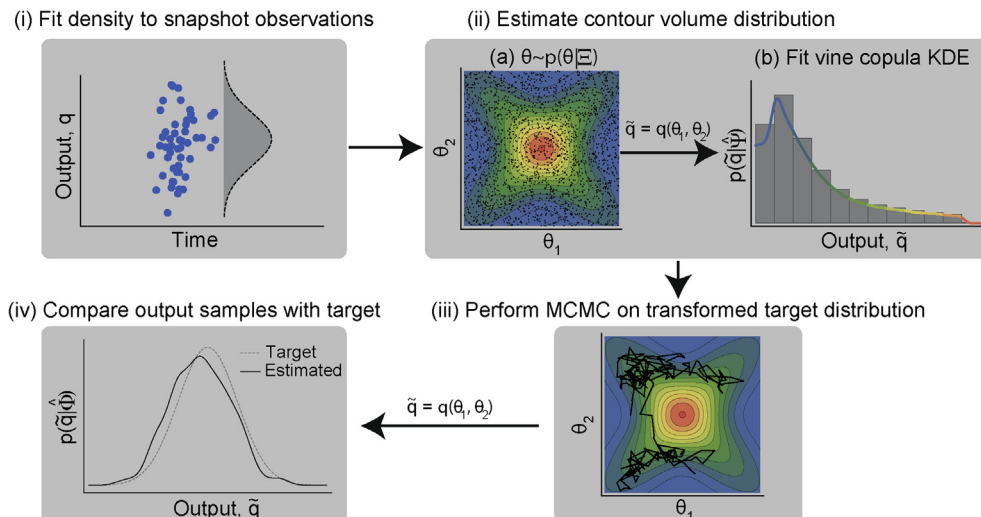 (i) Fit density to snapshot observations
Output, q
Time
(ii) Estimate contour volume distribution
(a) θ~p(θ|Ξ)
θ₂
θ₁
q̃ = q(θ₁, θ₂)
(b) Fit vine copula KDE
p(q̃|Ψ̂)
Output, q̃
(iii) Perform MCMC on transformed target distribution
θ₂
θ₁
q̃ = q(θ₁, θ₂)
(iv) Compare output samples with target
Target
Estimated
p(q̃|Φ̂)
Output, q̃